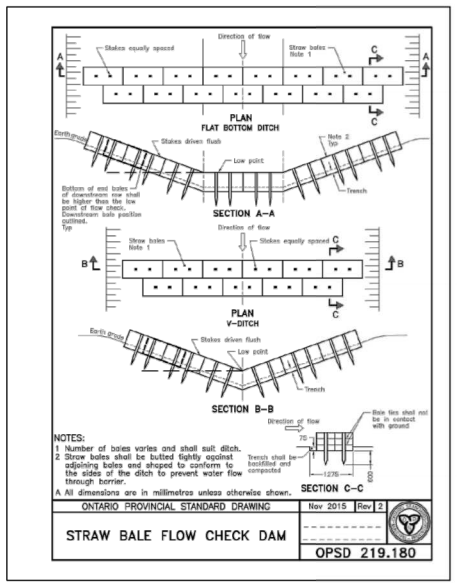 Direction of flow
Stakes equally spaced
Straw bales
Note 1
C
A
A
C
PLAN
FLAT BOTTOM DITCH
Earth grade
Stakes driven flush
Note 2
Typ
Low point
Trench
Bottom of end bales
of downstream row shall
be higher than the low
point of flow check.
Downstream bale position
outlined.
Typ
SECTION A-A
Direction of flow
Straw bales
Note 1
Stakes equally spaced
C
B
B
C
PLAN
V-DITCH
Earth grade
Stakes driven flush
Low point
Trench
SECTION B-B
Bale ties shall not
be in contact
with ground
Direction of flow
75
Trench shall be
backfilled and
compacted
1.275
600
SECTION C-C
NOTES:
1 Number of bales varies and shall suit ditch.
2 Straw bales shall be butted tightly against
adjoining bales and shaped to conform to
the sides of the ditch to prevent water flow
through barrier.
A All dimensions are in millimetres unless otherwise shown.
ONTARIO PROVINCIAL STANDARD DRAWING
Nov 2015 Rev 2
STRAW BALE FLOW CHECK DAM
OPSD 219.180